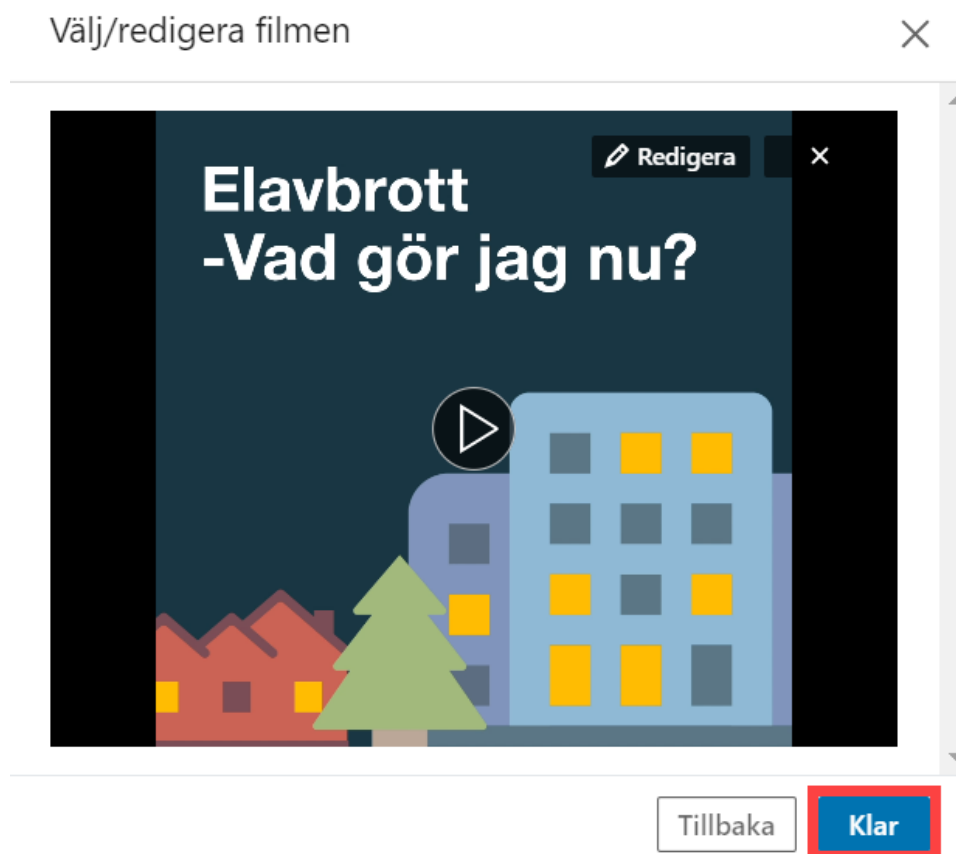 Välj/redigera filmen
Redigera
Elavbrott
-Vad gör jag nu?
Tillbaka
Klar